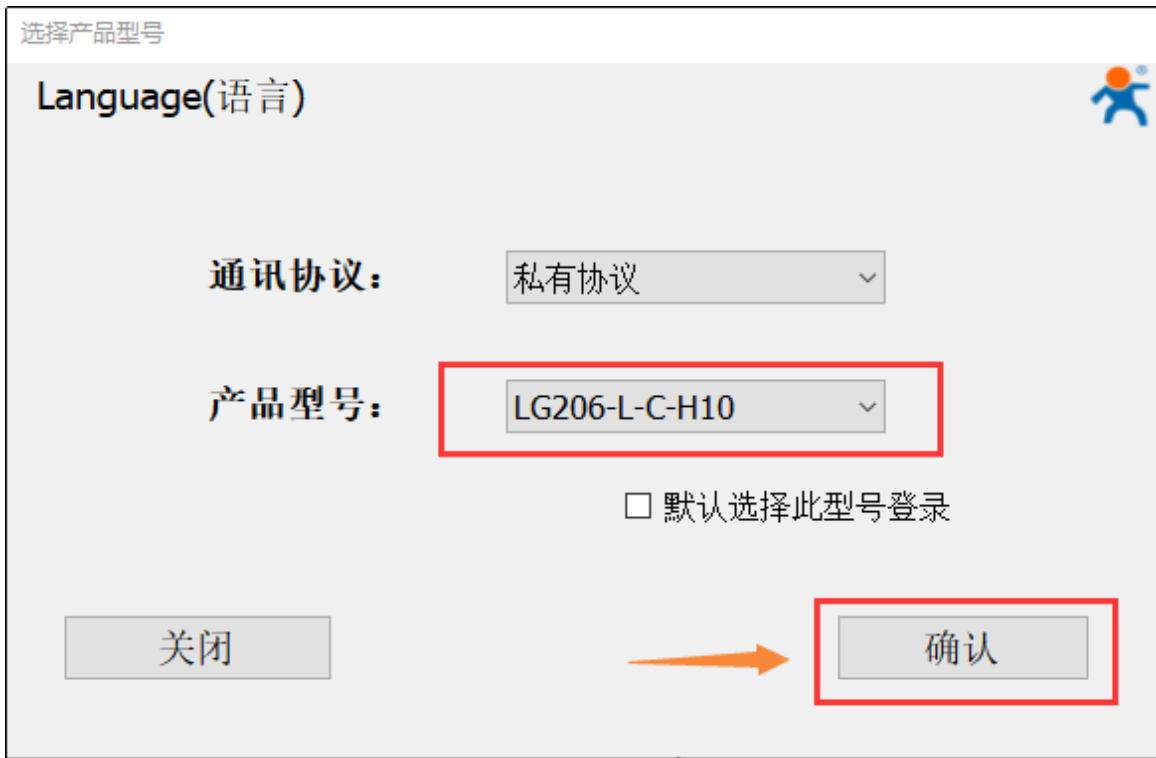 选择产品型号
Language(语言)
通讯协议：
私有协议
产品型号：
LG206-L-C-H10
默认选择此型号登录
关闭
确认